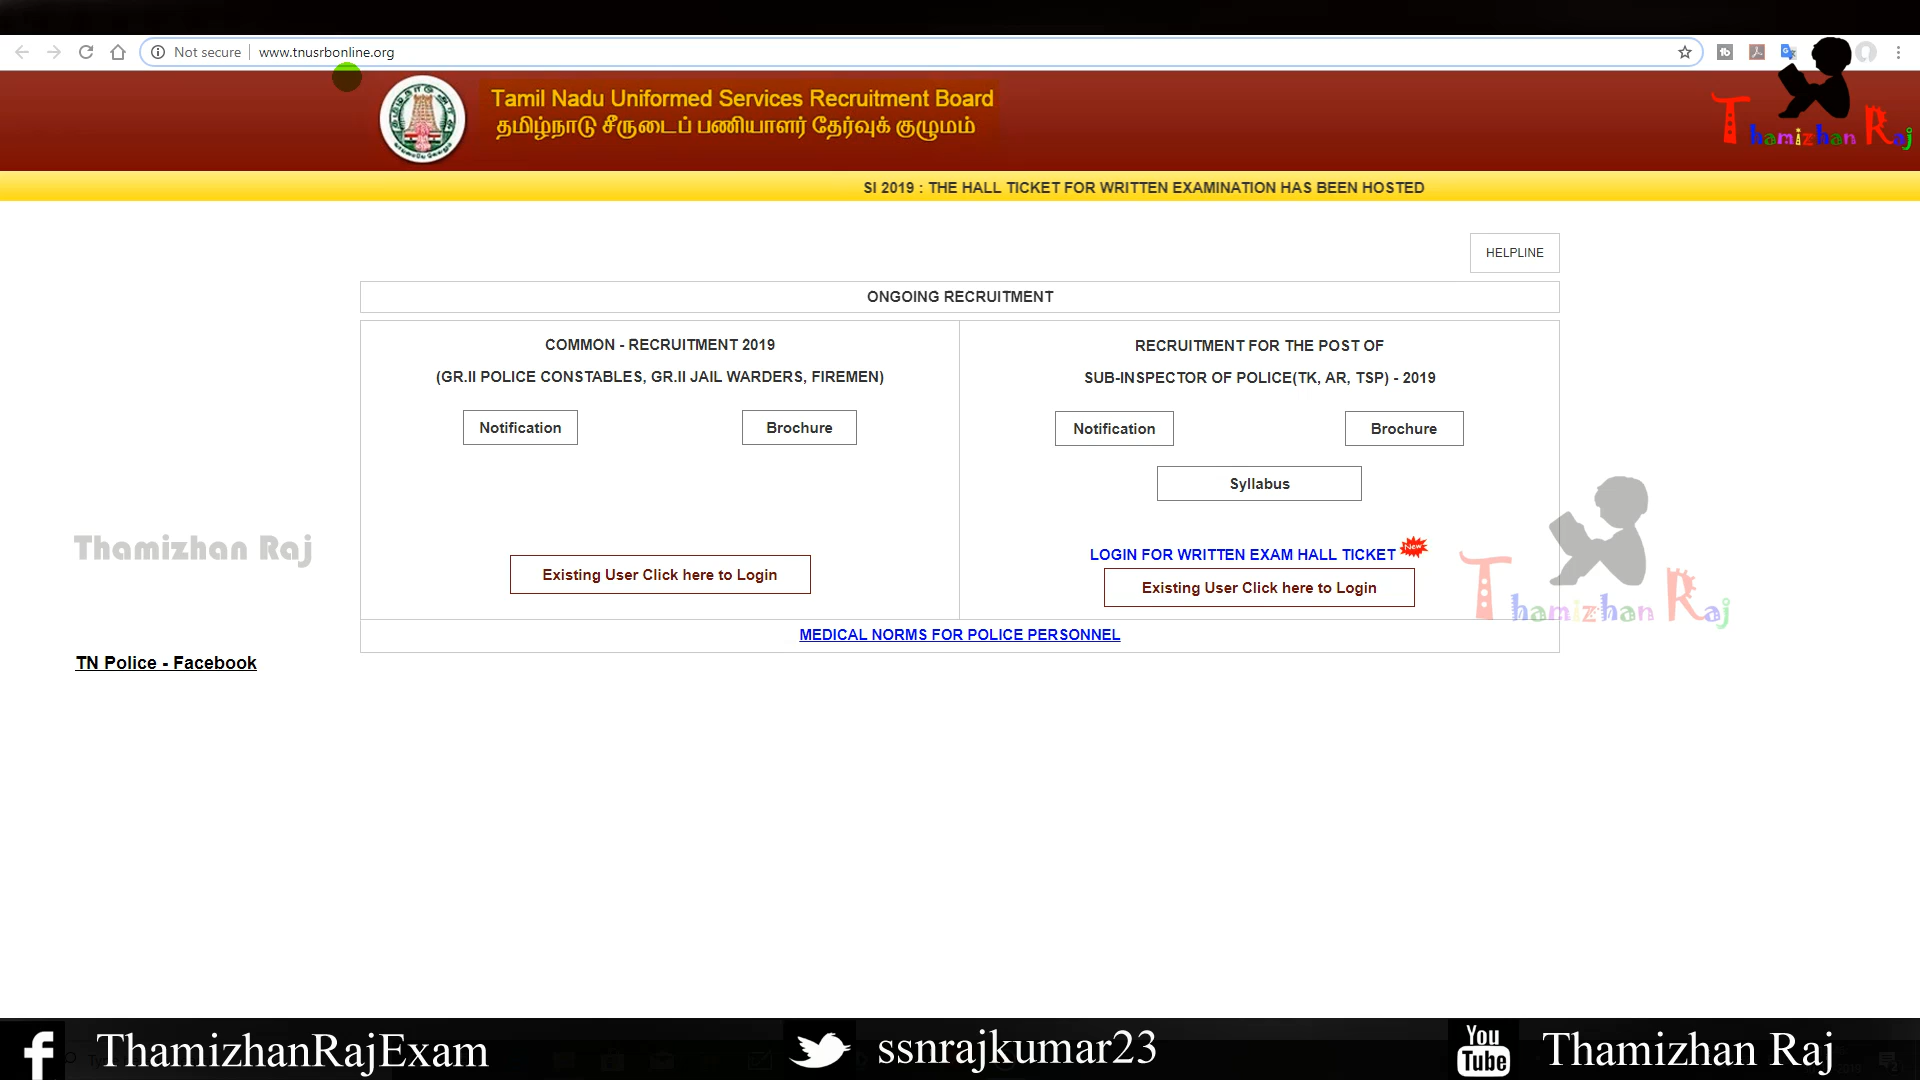 Not secure www.tnusrbonline.org
Tamil Nadu Uniformed Services Recruitment Board
தமிழ்நாடு சீருடைப் பணியாளர் தேர்வுக் குழுமம்
Thamizhan Raj
SI 2019 : THE HALL TICKET FOR WRITTEN EXAMINATION HAS BEEN HOSTED
HELPLINE
ONGOING RECRUITMENT
COMMON - RECRUITMENT 2019
(GR.II POLICE CONSTABLES, GR.II JAIL WARDERS, FIREMEN)
Notification Brochure
Existing User Click here to Login
RECRUITMENT FOR THE POST OF
SUB-INSPECTOR OF POLICE(TK, AR, TSP) - 2019
Notification Brochure
Syllabus
LOGIN FOR WRITTEN EXAM HALL TICKET New
Existing User Click here to Login
Thamizhan Raj
Thamizhan Raj
MEDICAL NORMS FOR POLICE PERSONNEL
TN Police - Facebook
ThamizhanRajExam ssnrajkumar23 You Tube Thamizhan Raj